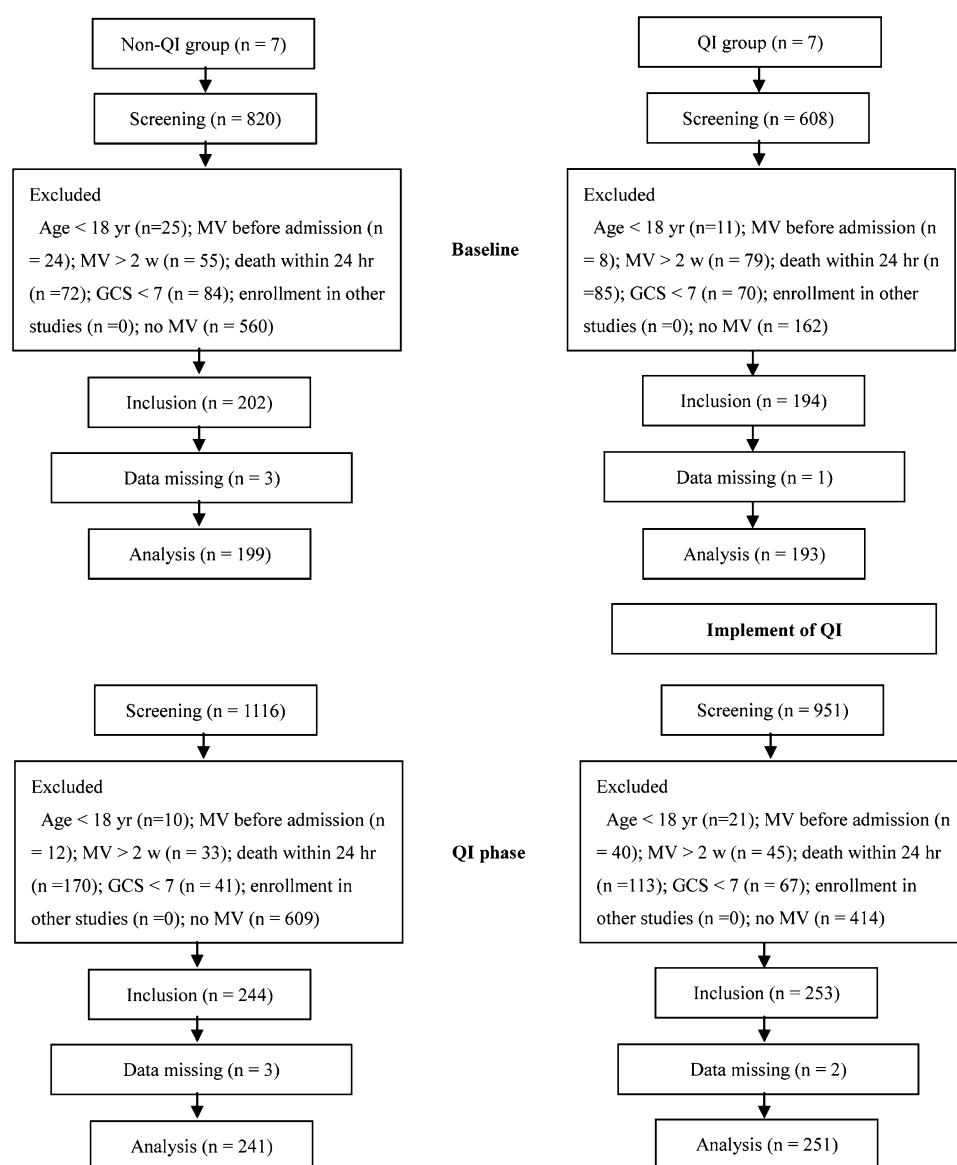 Non-QI group (n = 7)
Screening (n = 820)
Excluded
Age < 18 yr (n=25); MV before admission (n
= 24); MV > 2 w (n = 55); death within 24 hr
(n =72); GCS < 7 (n = 84); enrollment in other
studies (n =0); no MV (n = 560)
Inclusion (n = 202)
Data missing (n = 3)
Analysis (n = 199)
Baseline
QI group (n = 7)
Screening (n = 608)
Excluded
Age < 18 yr (n=11); MV before admission (n
= 8); MV > 2 w (n = 79); death within 24 hr (n
=85); GCS < 7 (n = 70); enrollment in other
studies (n =0); no MV (n = 162)
Inclusion (n = 194)
Data missing (n = 1)
Analysis (n = 193)
Implement of QI
Screening (n = 1116)
Excluded
Age < 18 yr (n=10); MV before admission (n
= 12); MV > 2 w (n = 33); death within 24 hr
(n =170); GCS < 7 (n = 41); enrollment in
other studies (n =0); no MV (n = 609)
Inclusion (n = 244)
Data missing (n = 3)
Analysis (n = 241)
QI phase
Screening (n = 951)
Excluded
Age < 18 yr (n=21); MV before admission (n
= 40); MV > 2 w (n = 45); death within 24 hr
(n =113); GCS < 7 (n = 67); enrollment in
other studies (n =0); no MV (n = 414)
Inclusion (n = 253)
Data missing (n = 2)
Analysis (n = 251)